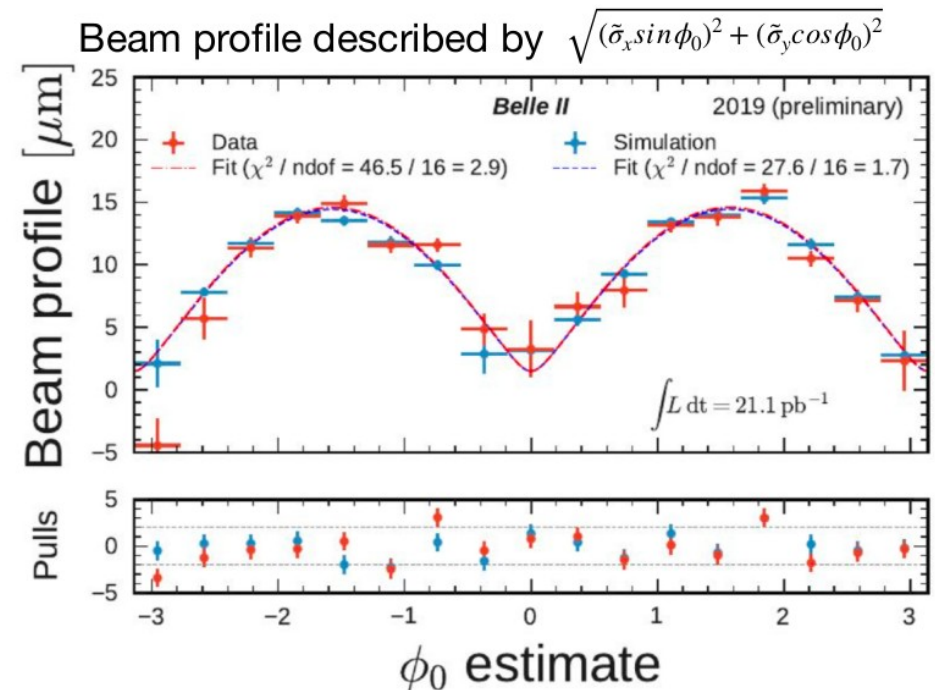 Beam profile described by √(σ̃ₓsinϕ₀)² + (σ̃ᵧcosϕ₀)²
Beam profile [μm]
25
20
15
10
5
0
−5
Belle II 2019 (preliminary)
Data
Fit (χ² / ndof = 46.5 / 16 = 2.9)
Simulation
Fit (χ² / ndof = 27.6 / 16 = 1.7)
∫L dt = 21.1 pb⁻¹
Pulls
5
0
−5
−3 −2 −1 0 1 2 3
ϕ₀ estimate